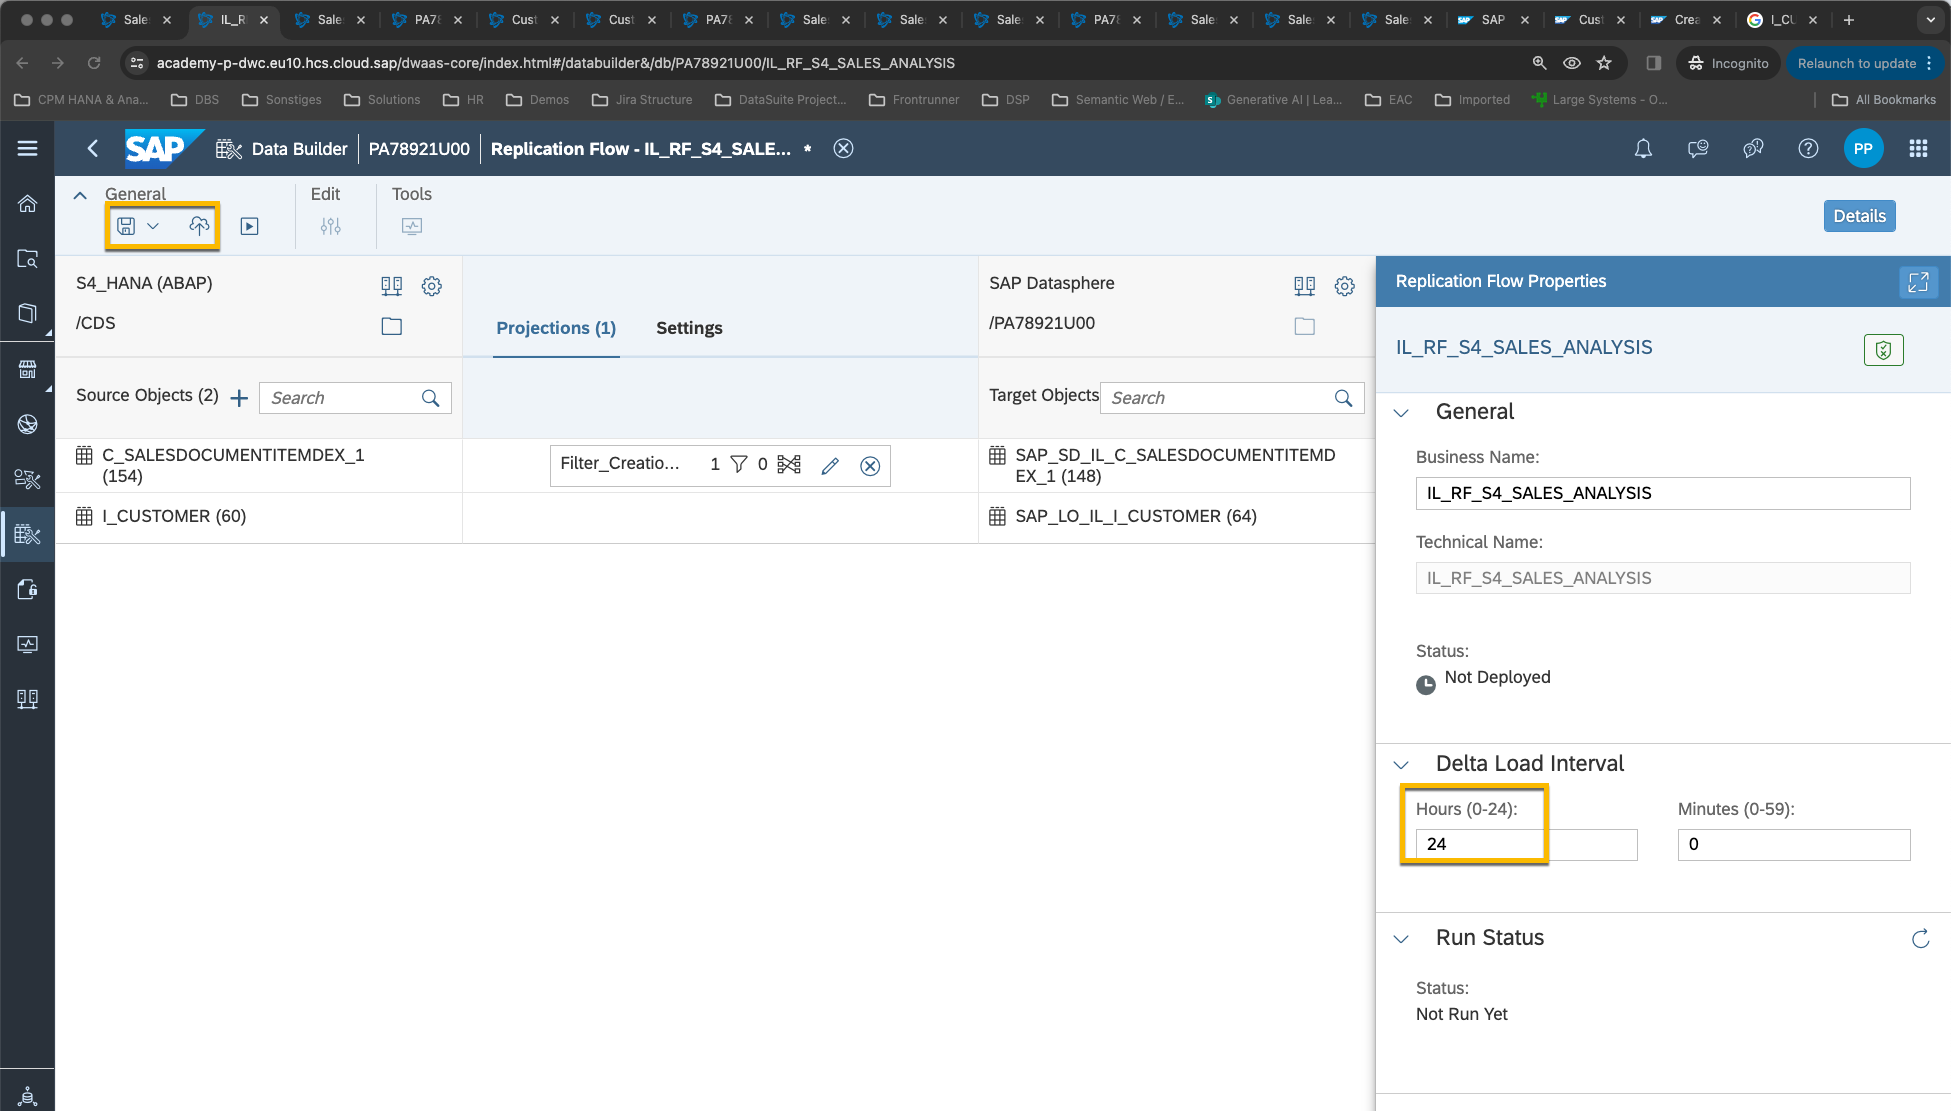 Sale
IL_R
Sale
PA78
Cust
Cust
PA78
Sale
Sale
Sale
PA78
Sale
Sale
Sale
SAP
Cust
Crea
I_CU
academy-p-dwc.eu10.hcs.cloud.sap/dwaas-core/index.html#/databuilder&/db/PA78921U00/IL_RF_S4_SALES_ANALYSIS
Incognito
Relaunch to update
CPM HANA & Ana...
DBS
Sonstiges
Solutions
HR
Demos
Jira Structure
DataSuite Project...
Frontrunner
DSP
Semantic Web / E...
Generative AI | Lea...
EAC
Imported
Large Systems - O...
All Bookmarks
SAP
Data Builder
PA78921U00
Replication Flow - IL_RF_S4_SALE... *
PP
General
Edit
Tools
Details
S4_HANA (ABAP)
/CDS
Projections (1)
Settings
SAP Datasphere
/PA78921U00
Source Objects (2)
Search
Target Objects
Search
C_SALESDOCUMENTITEMDEX_1
(154)
Filter_Creatio...
1
0
SAP_SD_IL_C_SALESDOCUMENTITEMD
EX_1 (148)
I_CUSTOMER (60)
SAP_LO_IL_I_CUSTOMER (64)
Replication Flow Properties
IL_RF_S4_SALES_ANALYSIS
General
Business Name:
IL_RF_S4_SALES_ANALYSIS
Technical Name:
IL_RF_S4_SALES_ANALYSIS
Status:
Not Deployed
Delta Load Interval
Hours (0-24):
Minutes (0-59):
24
0
Run Status
Status:
Not Run Yet